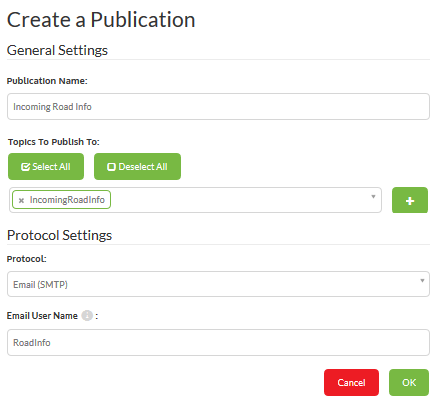 Create a Publication
General Settings
Publication Name:
Incoming Road Info
Topics To Publish To:
Select All Deselect All
× IncomingRoadInfo
Protocol Settings
Protocol:
Email (SMTP)
Email User Name i :
RoadInfo
Cancel OK